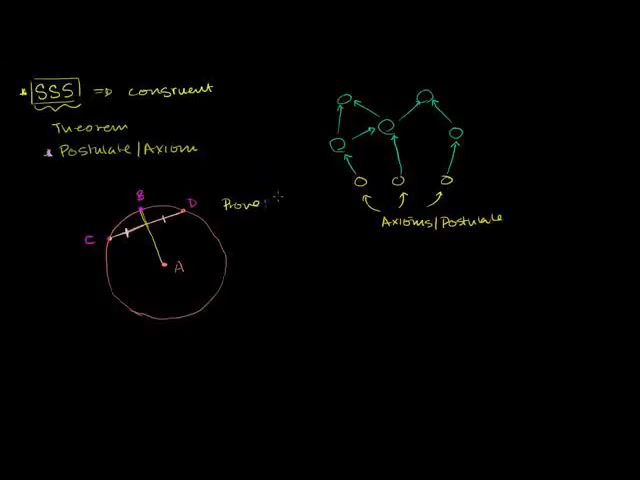 * SSS => congruent
Theorem
* Postulate/Axiom
Axioms/Postulate
B
D
Prove:
C
A